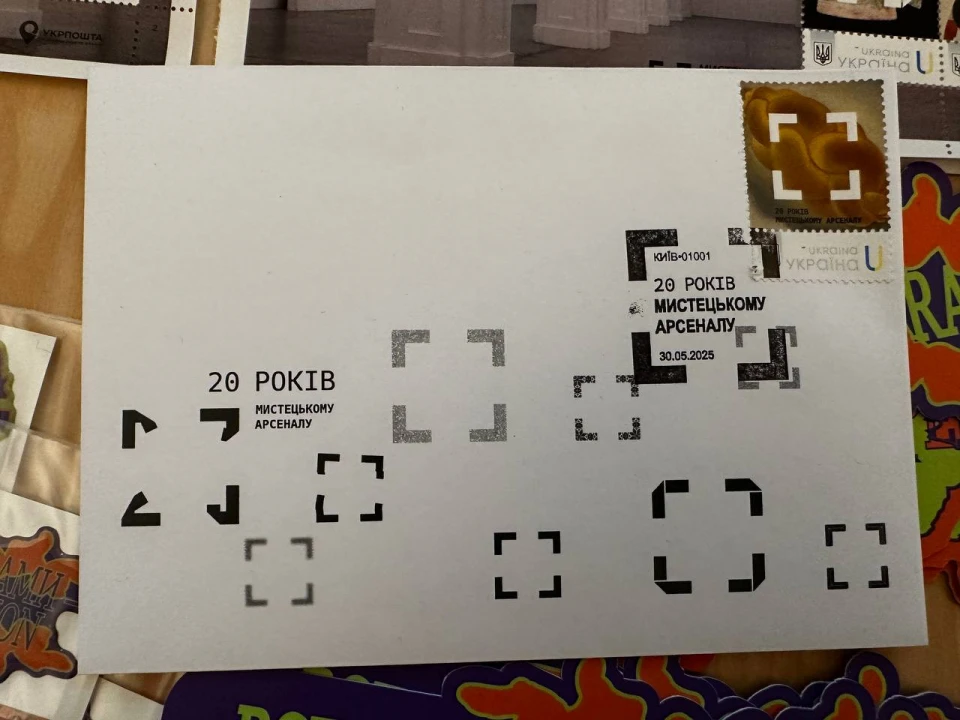 УКРПОШТА
UKRAINA
УКРАЇНА
20 РОКІВ
МИСТЕЦЬКОМУ АРСЕНАЛУ
UKRAINA
УКРАЇНА
КИЇВ-01001
20 РОКІВ
МИСТЕЦЬКОМУ
АРСЕНАЛУ
30.05.2025
20 РОКІВ
МИСТЕЦЬКОМУ
АРСЕНАЛУ